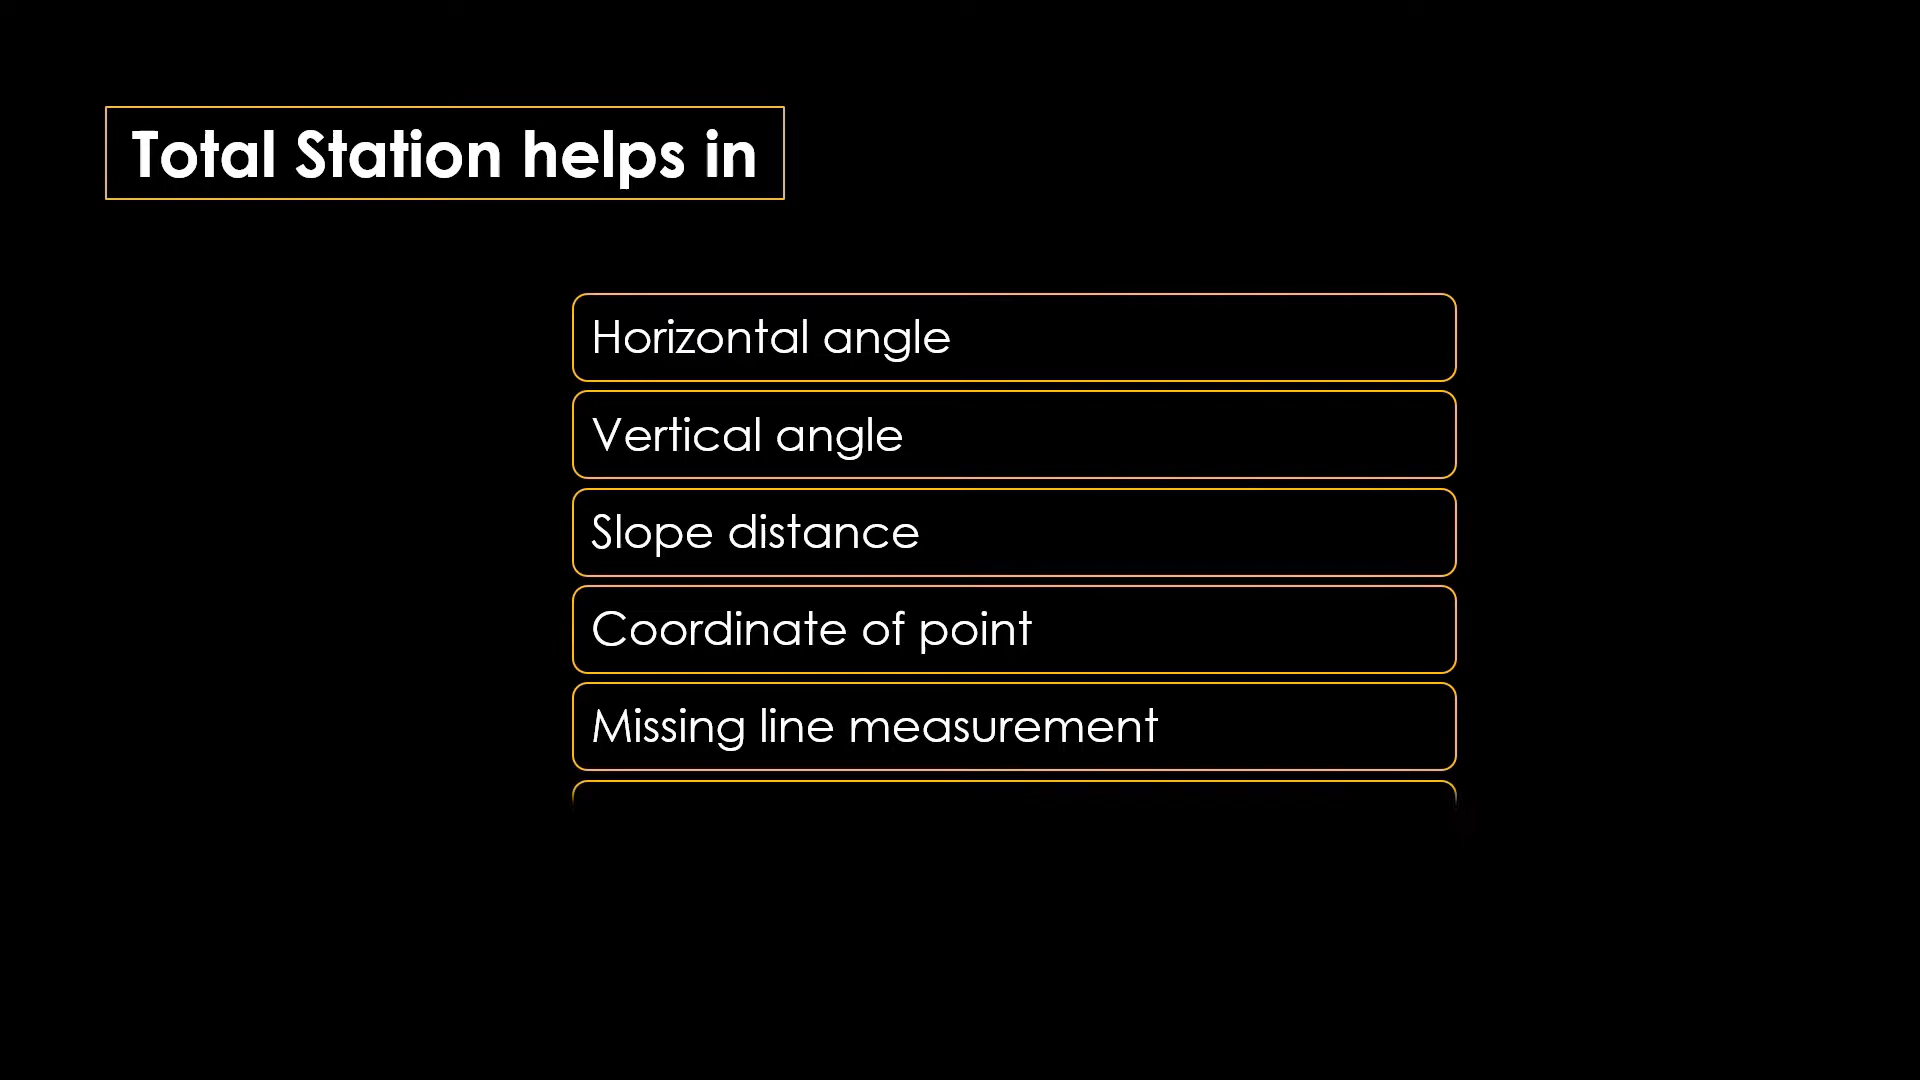 Total Station helps in
Horizontal angle
Vertical angle
Slope distance
Coordinate of point
Missing line measurement